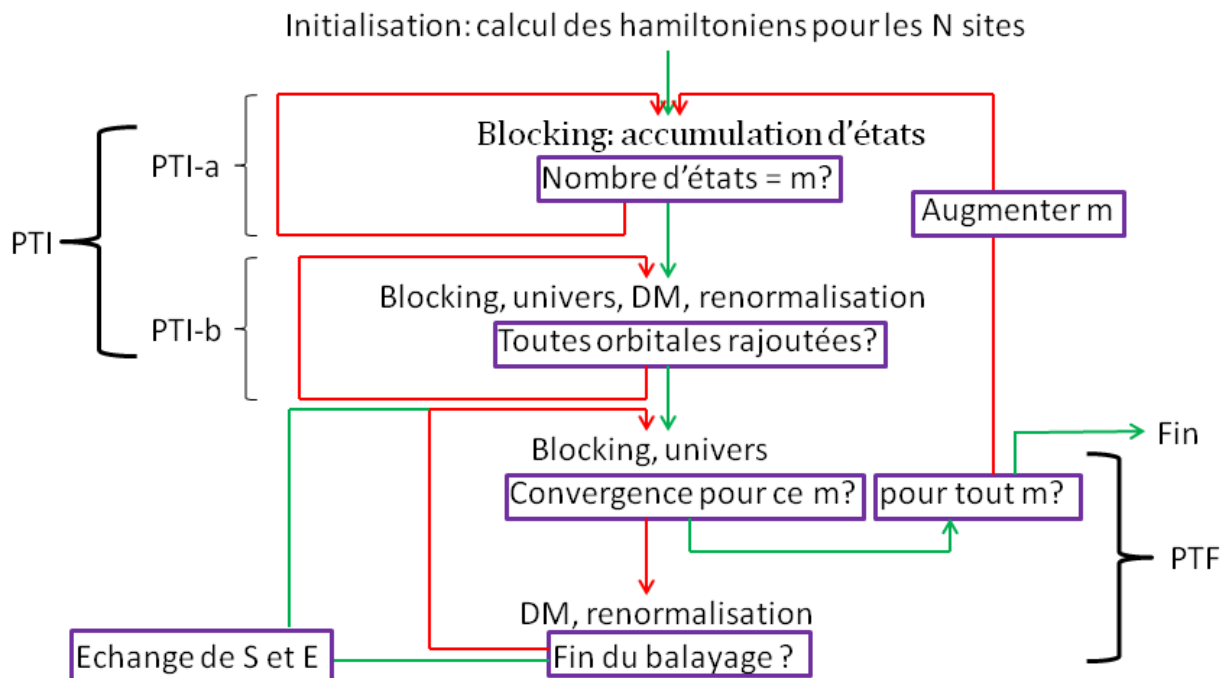 Initialisation: calcul des hamiltoniens pour les N sites
Blocking: accumulation d'états
PTI-a
Nombre d'états = m?
Augmenter m
PTI
Blocking, univers, DM, renormalisation
PTI-b
Toutes orbitales rajoutées?
Fin
Blocking, univers
Convergence pour ce m?
pour tout m?
PTF
DM, renormalisation
Echange de S et E
Fin du balayage ?